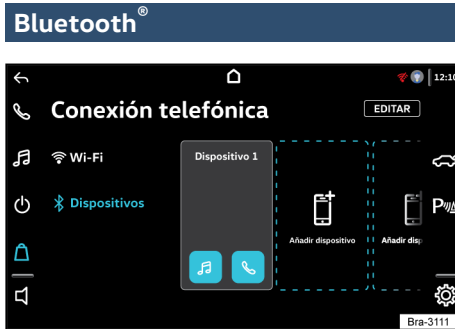 Bluetooth®
12:10
Conexión telefónica
EDITAR
Wi-Fi
Dispositivo 1
Dispositivos
Añadir dispositivo
Añadir disp
Bra-3111